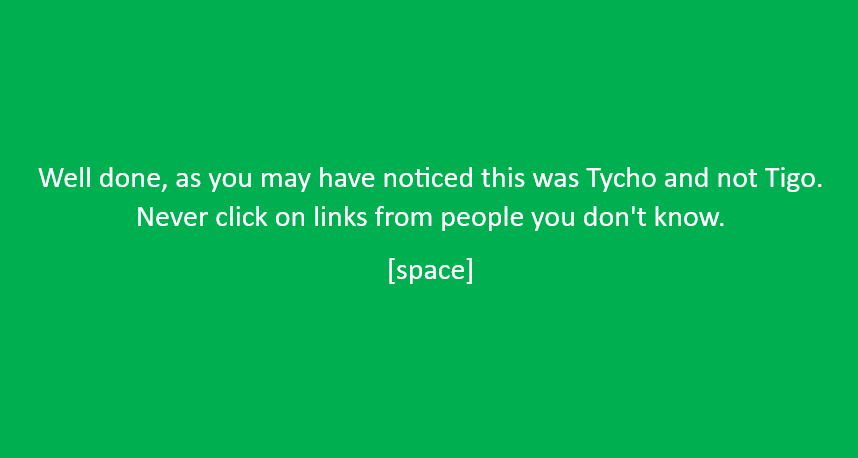 Well done, as you may have noticed this was Tycho and not Tigo.
Never click on links from people you don't know.
[space]